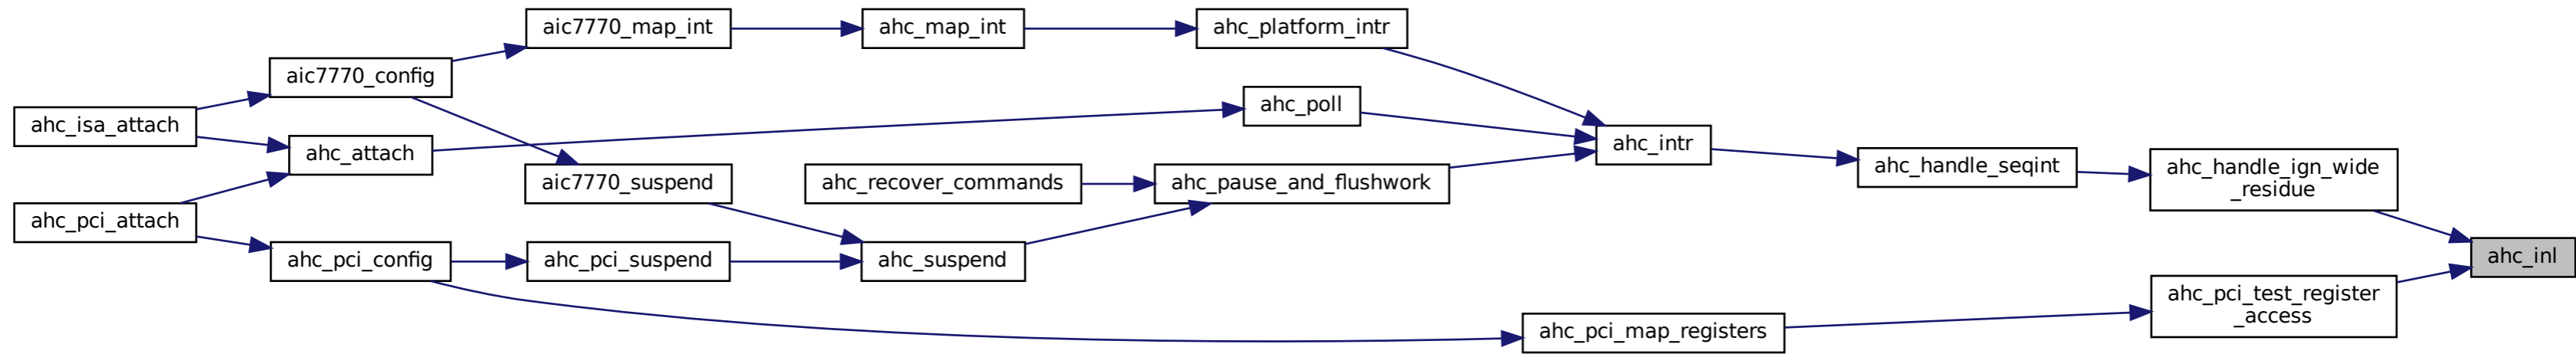 aic7770_map_int
ahc_map_int
ahc_platform_intr
aic7770_config
ahc_poll
ahc_isa_attach
ahc_attach
ahc_intr
aic7770_suspend
ahc_recover_commands
ahc_pause_and_flushwork
ahc_handle_seqint
ahc_handle_ign_wide
_residue
ahc_pci_attach
ahc_pci_config
ahc_pci_suspend
ahc_suspend
ahc_inl
ahc_pci_map_registers
ahc_pci_test_register
_access